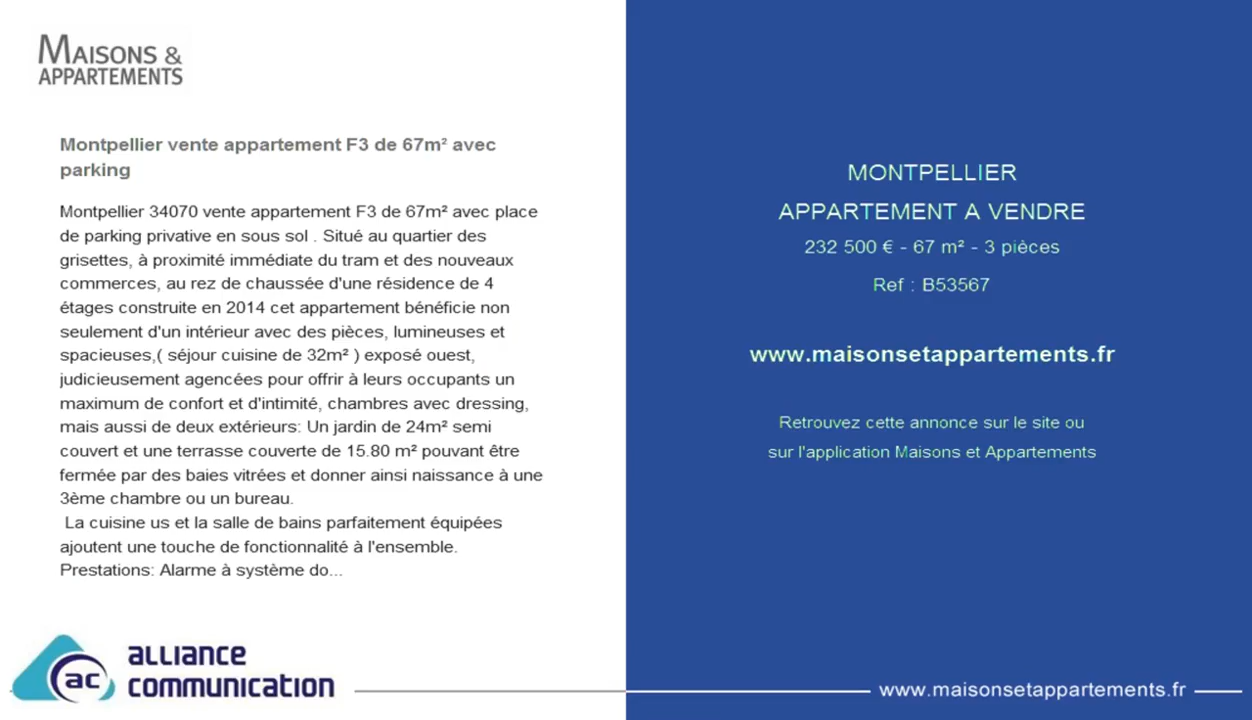 MAISONS &
APPARTEMENTS
Montpellier vente appartement F3 de 67m² avec
parking
Montpellier 34070 vente appartement F3 de 67m² avec place
de parking privative en sous sol . Situé au quartier des
grisettes, à proximité immédiate du tram et des nouveaux
commerces, au rez de chaussée d'une résidence de 4
étages construite en 2014 cet appartement bénéficie non
seulement d'un intérieur avec des pièces, lumineuses et
spacieuses,( séjour cuisine de 32m² ) exposé ouest,
judicieusement agencées pour offrir à leurs occupants un
maximum de confort et d'intimité, chambres avec dressing,
mais aussi de deux extérieurs: Un jardin de 24m² semi
couvert et une terrasse couverte de 15.80 m² pouvant être
fermée par des baies vitrées et donner ainsi naissance à une
3ème chambre ou un bureau.
La cuisine us et la salle de bains parfaitement équipées
ajoutent une touche de fonctionnalité à l'ensemble.
Prestations: Alarme à système do...
ac alliance
communication
MONTPELLIER
APPARTEMENT A VENDRE
232 500 € - 67 m² - 3 pièces
Ref : B53567
www.maisonsetappartements.fr
Retrouvez cette annonce sur le site ou
sur l'application Maisons et Appartements
www.maisonsetappartements.fr